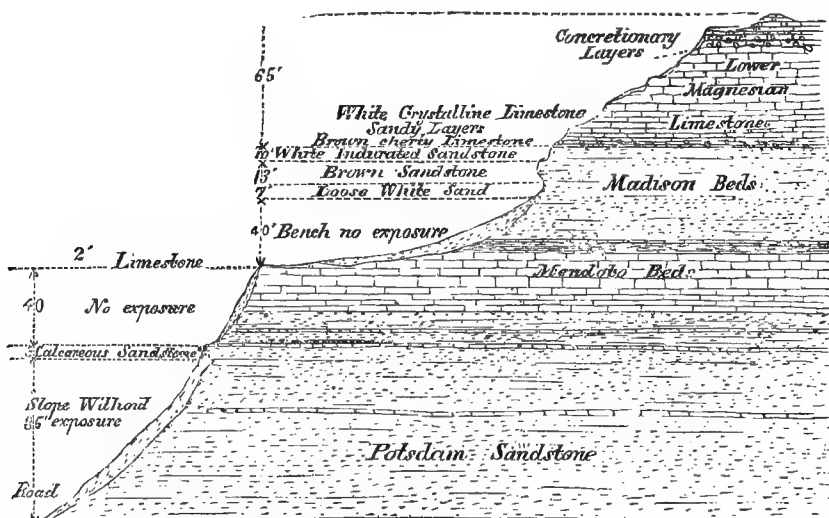 Concretionary
Layers
65'
Lower
Magnesian
Limestone
White Crystalline Limestone
Sandy Layers
Brown cherty Limestone
10' White Indurated Sandstone
13' Brown Sandstone
7' Loose White Sand
Madison Beds
40' Bench no exposure
2' Limestone
Mendota Beds
40
No exposure
Calcareous Sandstone
Slope Without
85' exposure
Potsdam Sandstone
Road